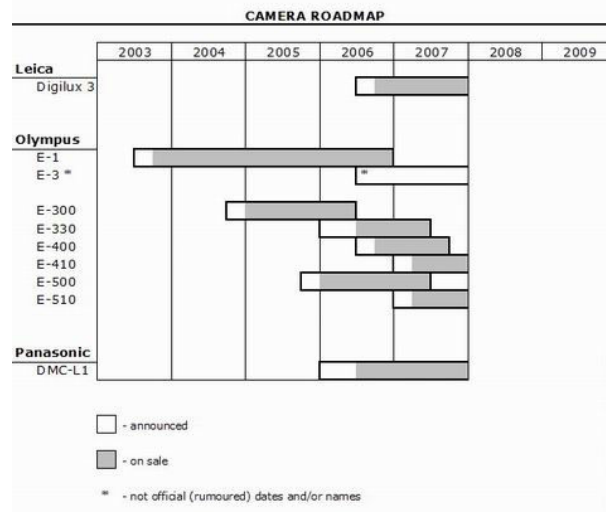 CAMERA ROADMAP
2003 2004 2005 2006 2007 2008 2009
Leica
Digilux 3
Olympus
E-1
E-3 * *
E-300
E-330
E-400
E-410
E-500
E-510
Panasonic
DMC-L1
- announced
- on sale
* - not official (rumoured) dates and/or names